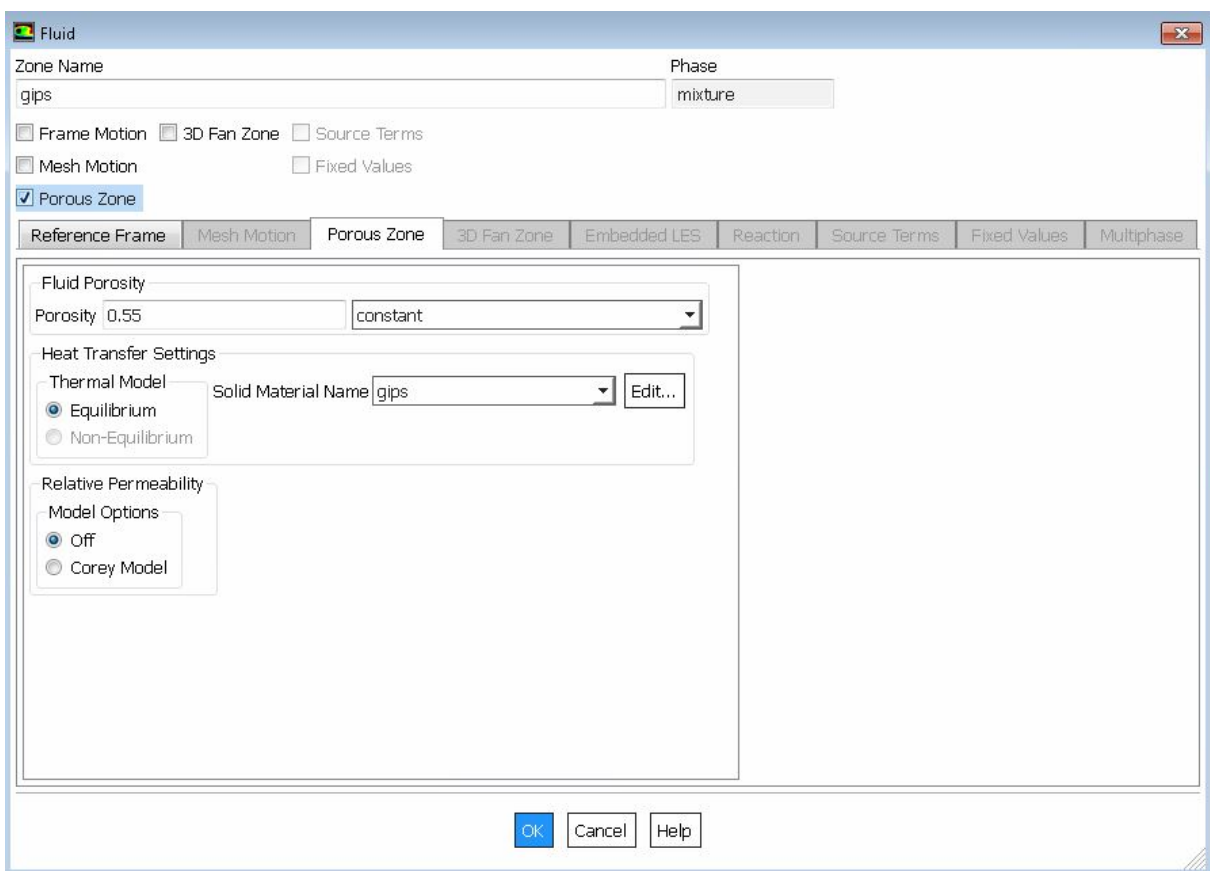 Fluid
Zone Name Phase
gips mixture
Frame Motion 3D Fan Zone Source Terms
Mesh Motion Fixed Values
Porous Zone
Reference Frame Mesh Motion Porous Zone 3D Fan Zone Embedded LES Reaction Source Terms Fixed Values Multiphase
Fluid Porosity
Porosity 0.55 constant
Heat Transfer Settings
Thermal Model
Solid Material Name gips Edit...
Equilibrium
Non-Equilibrium
Relative Permeability
Model Options
Off
Corey Model
OK Cancel Help